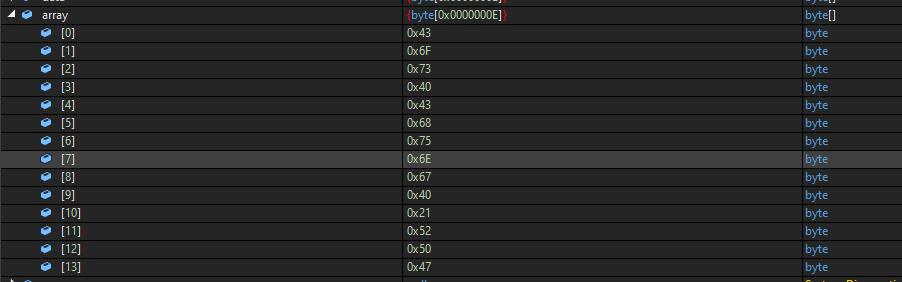 array {byte[0x0000000E]} byte[]
[0] 0x43 byte
[1] 0x6F byte
[2] 0x73 byte
[3] 0x40 byte
[4] 0x43 byte
[5] 0x68 byte
[6] 0x75 byte
[7] 0x6E byte
[8] 0x67 byte
[9] 0x40 byte
[10] 0x21 byte
[11] 0x52 byte
[12] 0x50 byte
[13] 0x47 byte